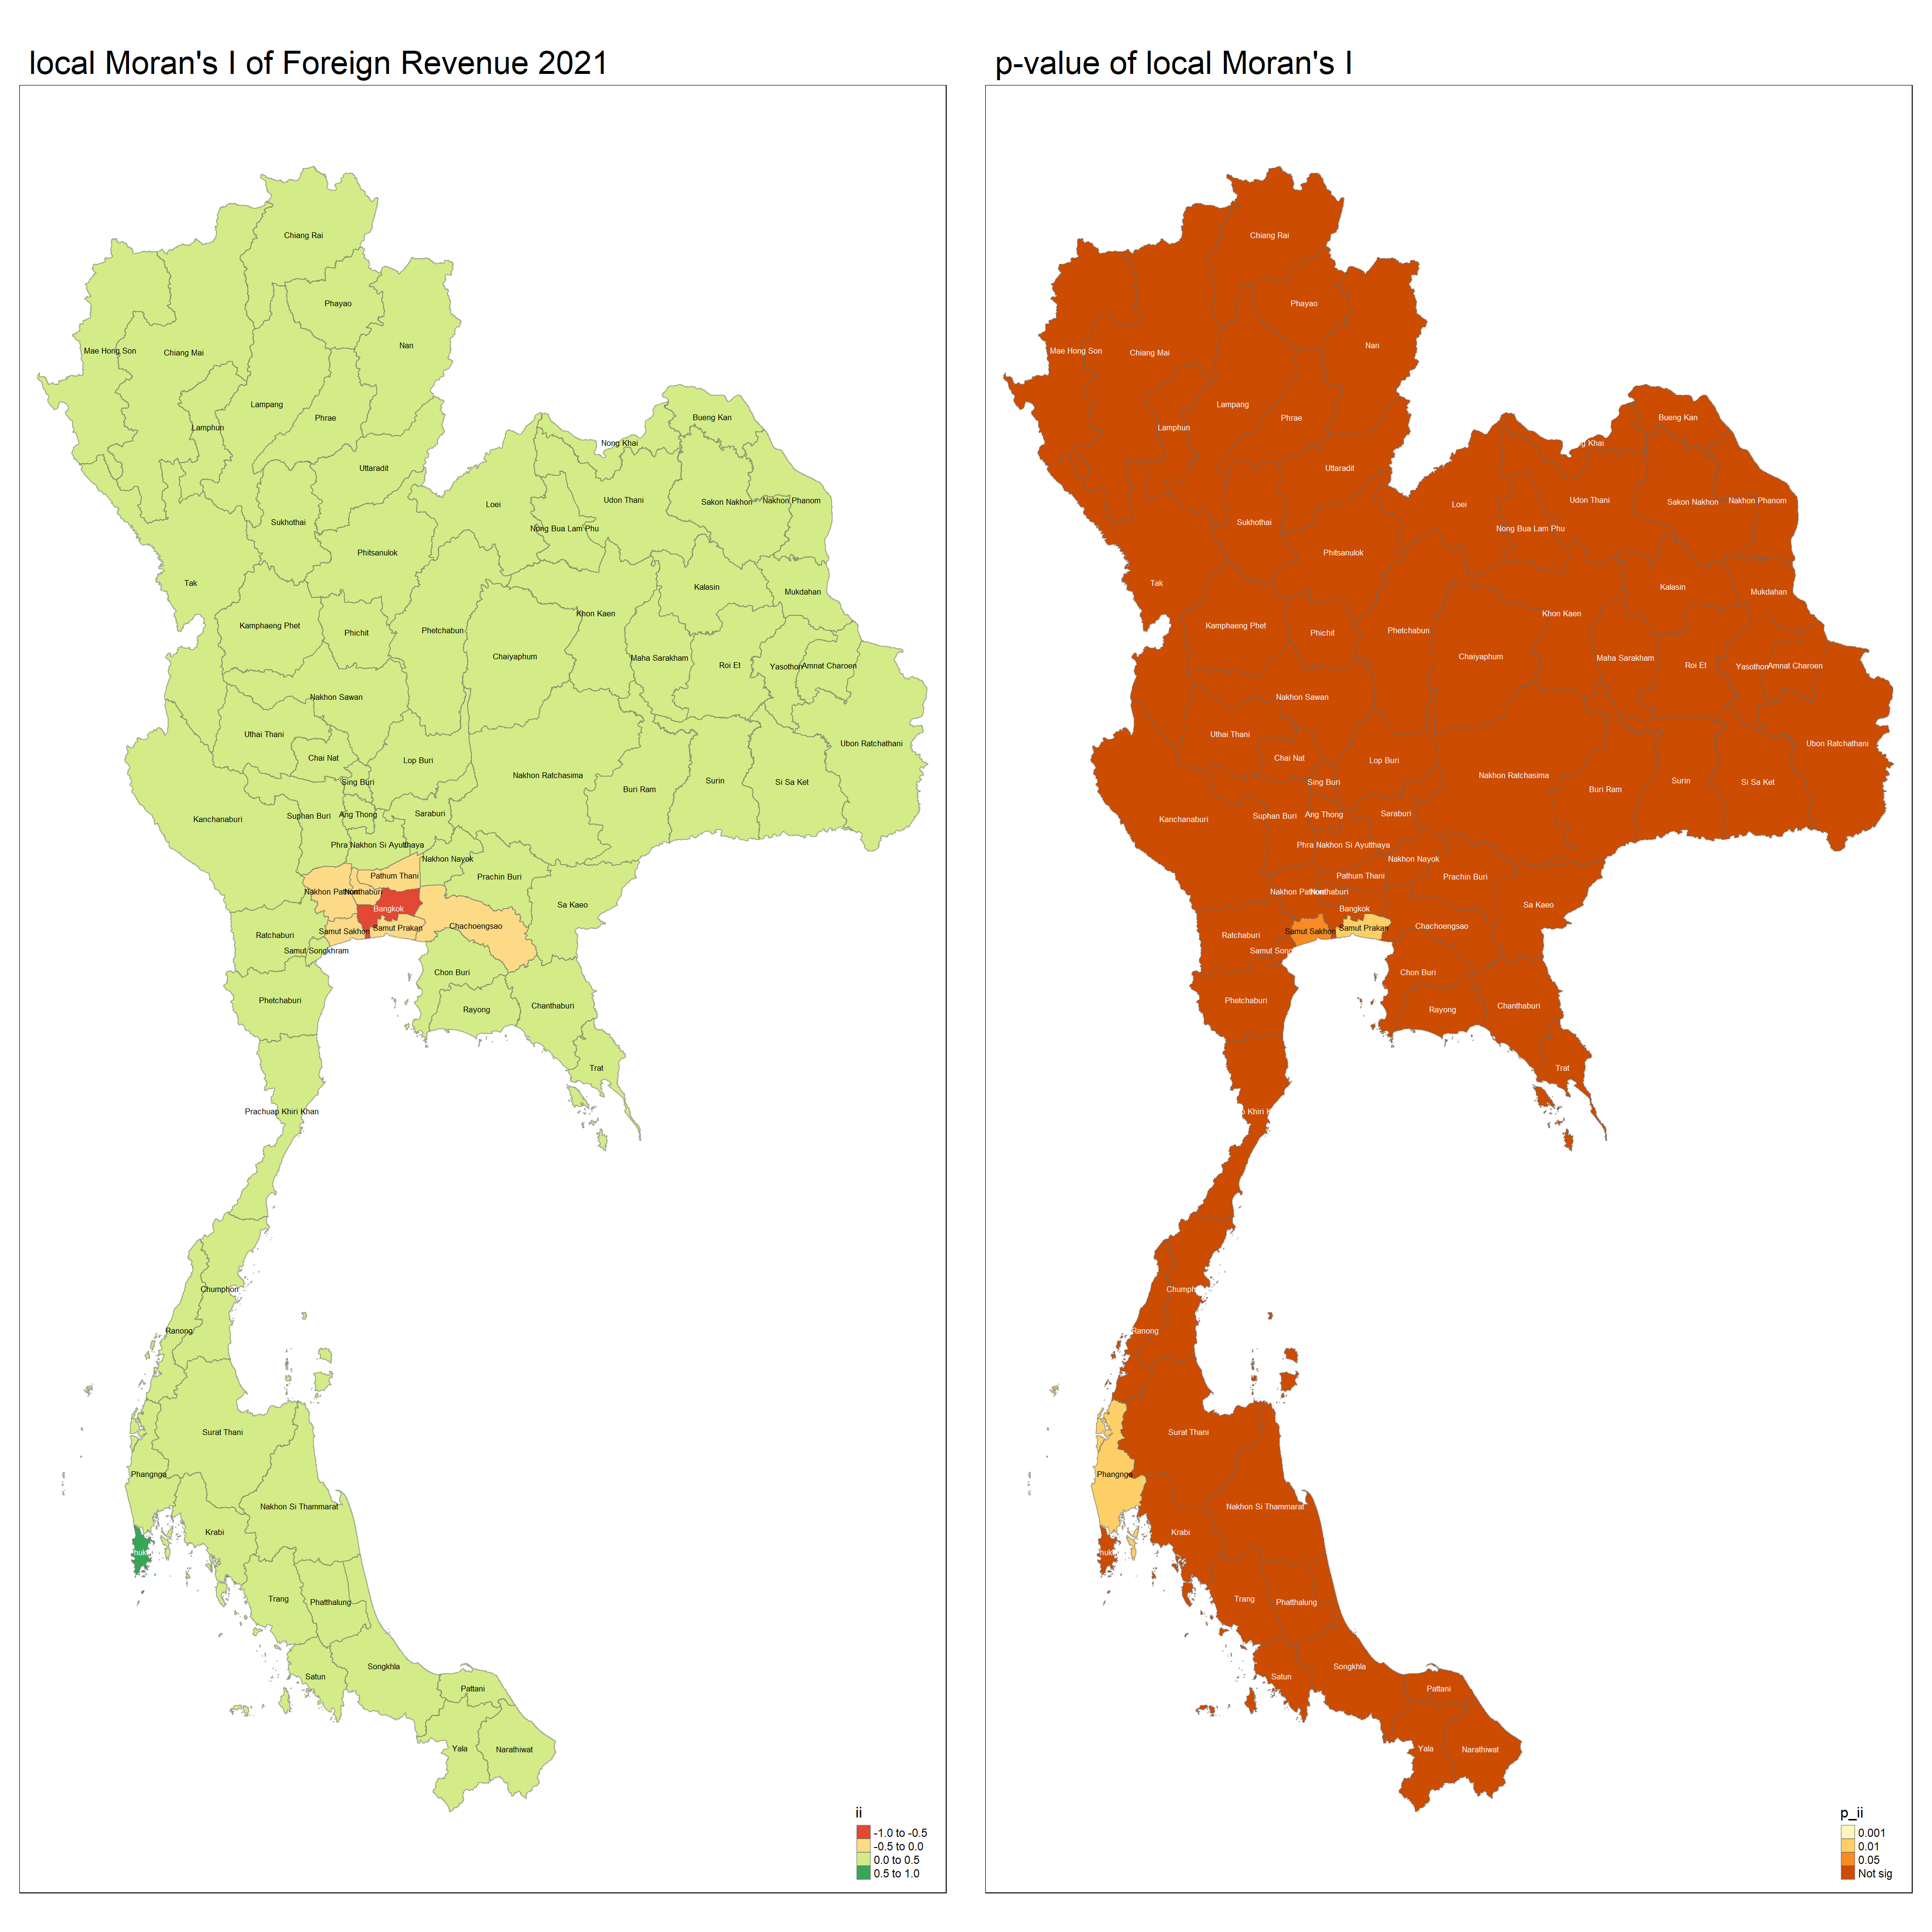 local Moran's I of Foreign Revenue 2021
Chiang Rai
Phayao
Nan
Mae Hong Son
Chiang Mai
Lampang
Phrae
Lamphun
Bueng Kan
Nong Khai
Uttaradit
Loei
Udon Thani
Sakon Nakhon
Nakhon Phanom
Sukhothai
Nong Bua Lam Phu
Phitsanulok
Tak
Kalasin
Mukdahan
Khon Kaen
Kamphaeng Phet
Phichit
Phetchabun
Chaiyaphum
Maha Sarakham
Roi Et
Yasothon
Amnat Charoen
Nakhon Sawan
Uthai Thani
Ubon Ratchathani
Chai Nat
Lop Buri
Nakhon Ratchasima
Sing Buri
Buri Ram
Surin
Si Sa Ket
Kanchanaburi
Suphan Buri
Ang Thong
Saraburi
Phra Nakhon Si Ayutthaya
Nakhon Nayok
Pathum Thani
Prachin Buri
Nakhon Pathom
Nonthaburi
Sa Kaeo
Bangkok
Samut Prakan
Chachoengsao
Samut Sakhon
Ratchaburi
Samut Songkhram
Chon Buri
Phetchaburi
Rayong
Chanthaburi
Trat
Prachuap Khiri Khan
Chumphon
Ranong
Surat Thani
Phangnga
Nakhon Si Thammarat
Krabi
huk
Trang
Phatthalung
Songkhla
Satun
Pattani
Yala
Narathiwat
ii
-1.0 to -0.5
-0.5 to 0.0
0.0 to 0.5
0.5 to 1.0
p-value of local Moran's I
Chiang Rai
Phayao
Nan
Mae Hong Son
Chiang Mai
Lampang
Phrae
Lamphun
Bueng Kan
g Khai
Uttaradit
Loei
Udon Thani
Sakon Nakhon
Nakhon Phanom
Sukhothai
Nong Bua Lam Phu
Phitsanulok
Tak
Kalasin
Mukdahan
Khon Kaen
Kamphaeng Phet
Phichit
Phetchabun
Chaiyaphum
Maha Sarakham
Roi Et
Yasothon
Amnat Charoen
Nakhon Sawan
Uthai Thani
Ubon Ratchathani
Chai Nat
Lop Buri
Nakhon Ratchasima
Sing Buri
Buri Ram
Surin
Si Sa Ket
Kanchanaburi
Suphan Buri
Ang Thong
Saraburi
Phra Nakhon Si Ayutthaya
Nakhon Nayok
Pathum Thani
Prachin Buri
Nakhon Pathom
Nonthaburi
Sa Kaeo
Bangkok
Samut Prakan
Chachoengsao
Samut Sakhon
Ratchaburi
Samut Song
Chon Buri
Phetchaburi
Rayong
Chanthaburi
Trat
Khiri
Chumph
Ranong
Surat Thani
Phangnga
Nakhon Si Thammarat
Krabi
huk
Trang
Phatthalung
Songkhla
Satun
Pattani
Yala
Narathiwat
p_ii
0.001
0.01
0.05
Not sig